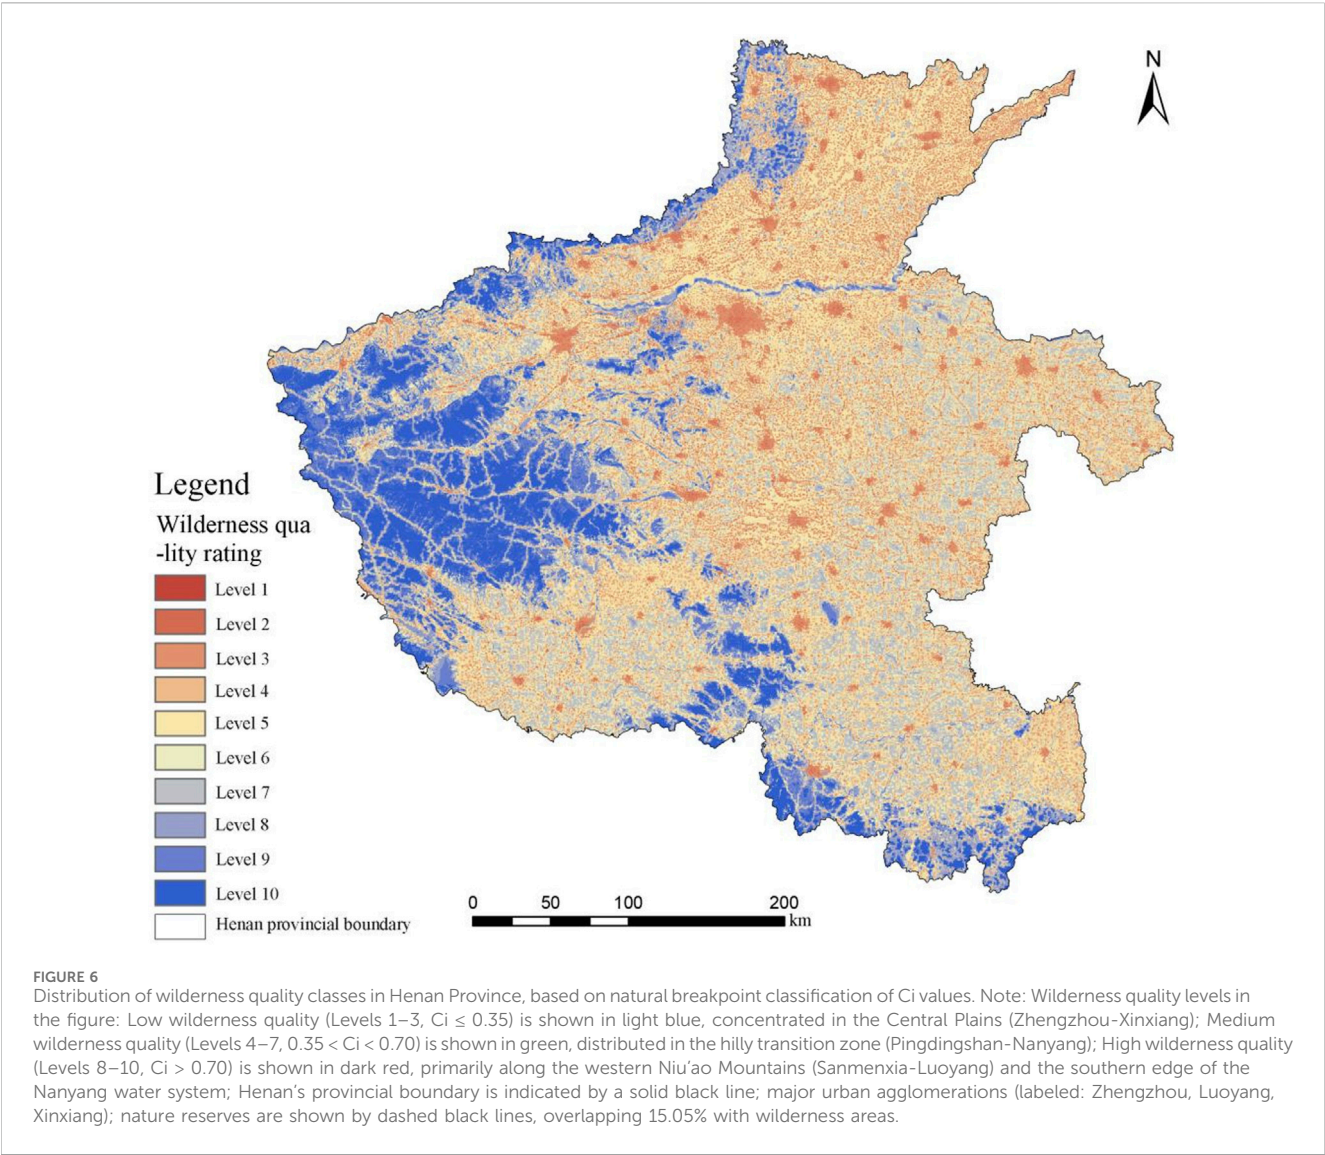 N
Legend
Wilderness qua
-lity rating
Level 1
Level 2
Level 3
Level 4
Level 5
Level 6
Level 7
Level 8
Level 9
Level 10
Henan provincial boundary
0 50 100 200
km
FIGURE 6
Distribution of wilderness quality classes in Henan Province, based on natural breakpoint classification of Ci values. Note: Wilderness quality levels in
the figure: Low wilderness quality (Levels 1–3, Ci ≤ 0.35) is shown in light blue, concentrated in the Central Plains (Zhengzhou-Xinxiang); Medium
wilderness quality (Levels 4–7, 0.35 < Ci < 0.70) is shown in green, distributed in the hilly transition zone (Pingdingshan-Nanyang); High wilderness quality
(Levels 8–10, Ci > 0.70) is shown in dark red, primarily along the western Niu’ao Mountains (Sanmenxia-Luoyang) and the southern edge of the
Nanyang water system; Henan’s provincial boundary is indicated by a solid black line; major urban agglomerations (labeled: Zhengzhou, Luoyang,
Xinxiang); nature reserves are shown by dashed black lines, overlapping 15.05% with wilderness areas.